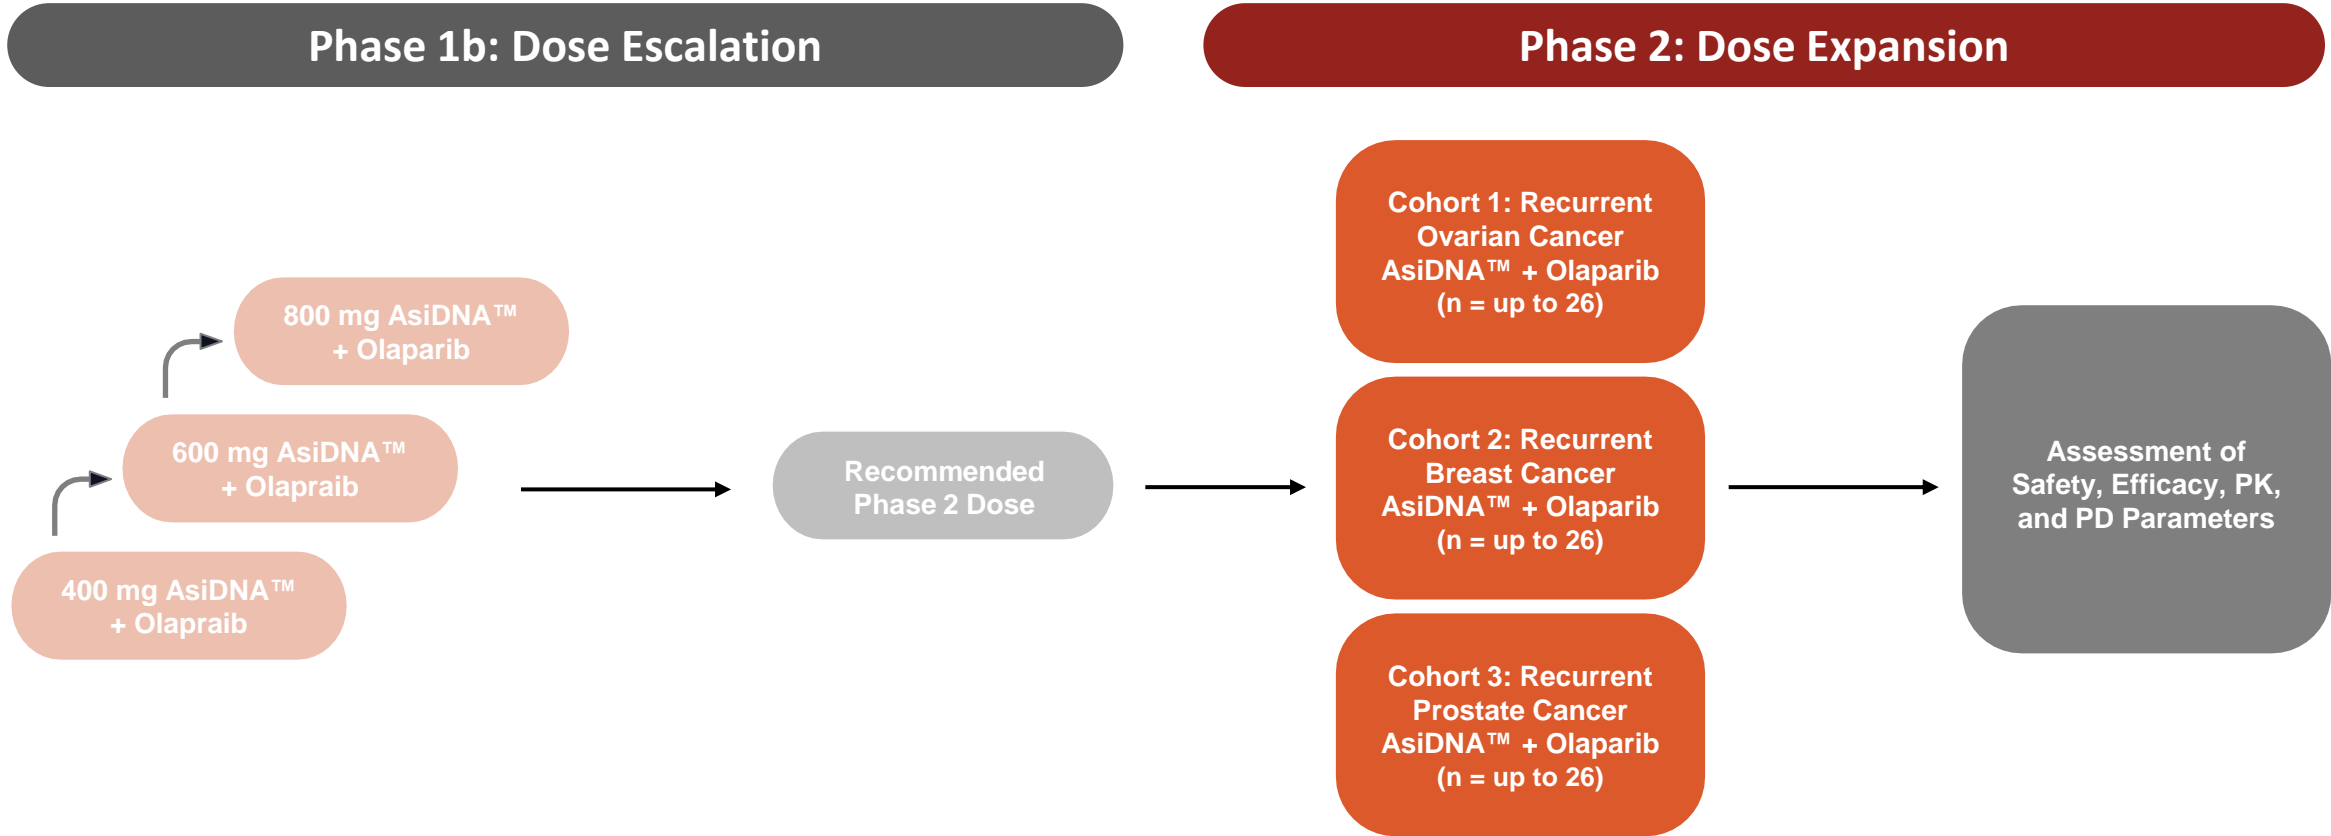 Phase 1b: Dose Escalation
Phase 2: Dose Expansion
800 mg AsiDNA™
+ Olaparib
600 mg AsiDNA™
+ Olapraib
400 mg AsiDNA™
+ Olapraib
Recommended
Phase 2 Dose
Cohort 1: Recurrent
Ovarian Cancer
AsiDNA™ + Olaparib
(n = up to 26)
Cohort 2: Recurrent
Breast Cancer
AsiDNA™ + Olaparib
(n = up to 26)
Cohort 3: Recurrent
Prostate Cancer
AsiDNA™ + Olaparib
(n = up to 26)
Assessment of
Safety, Efficacy, PK,
and PD Parameters